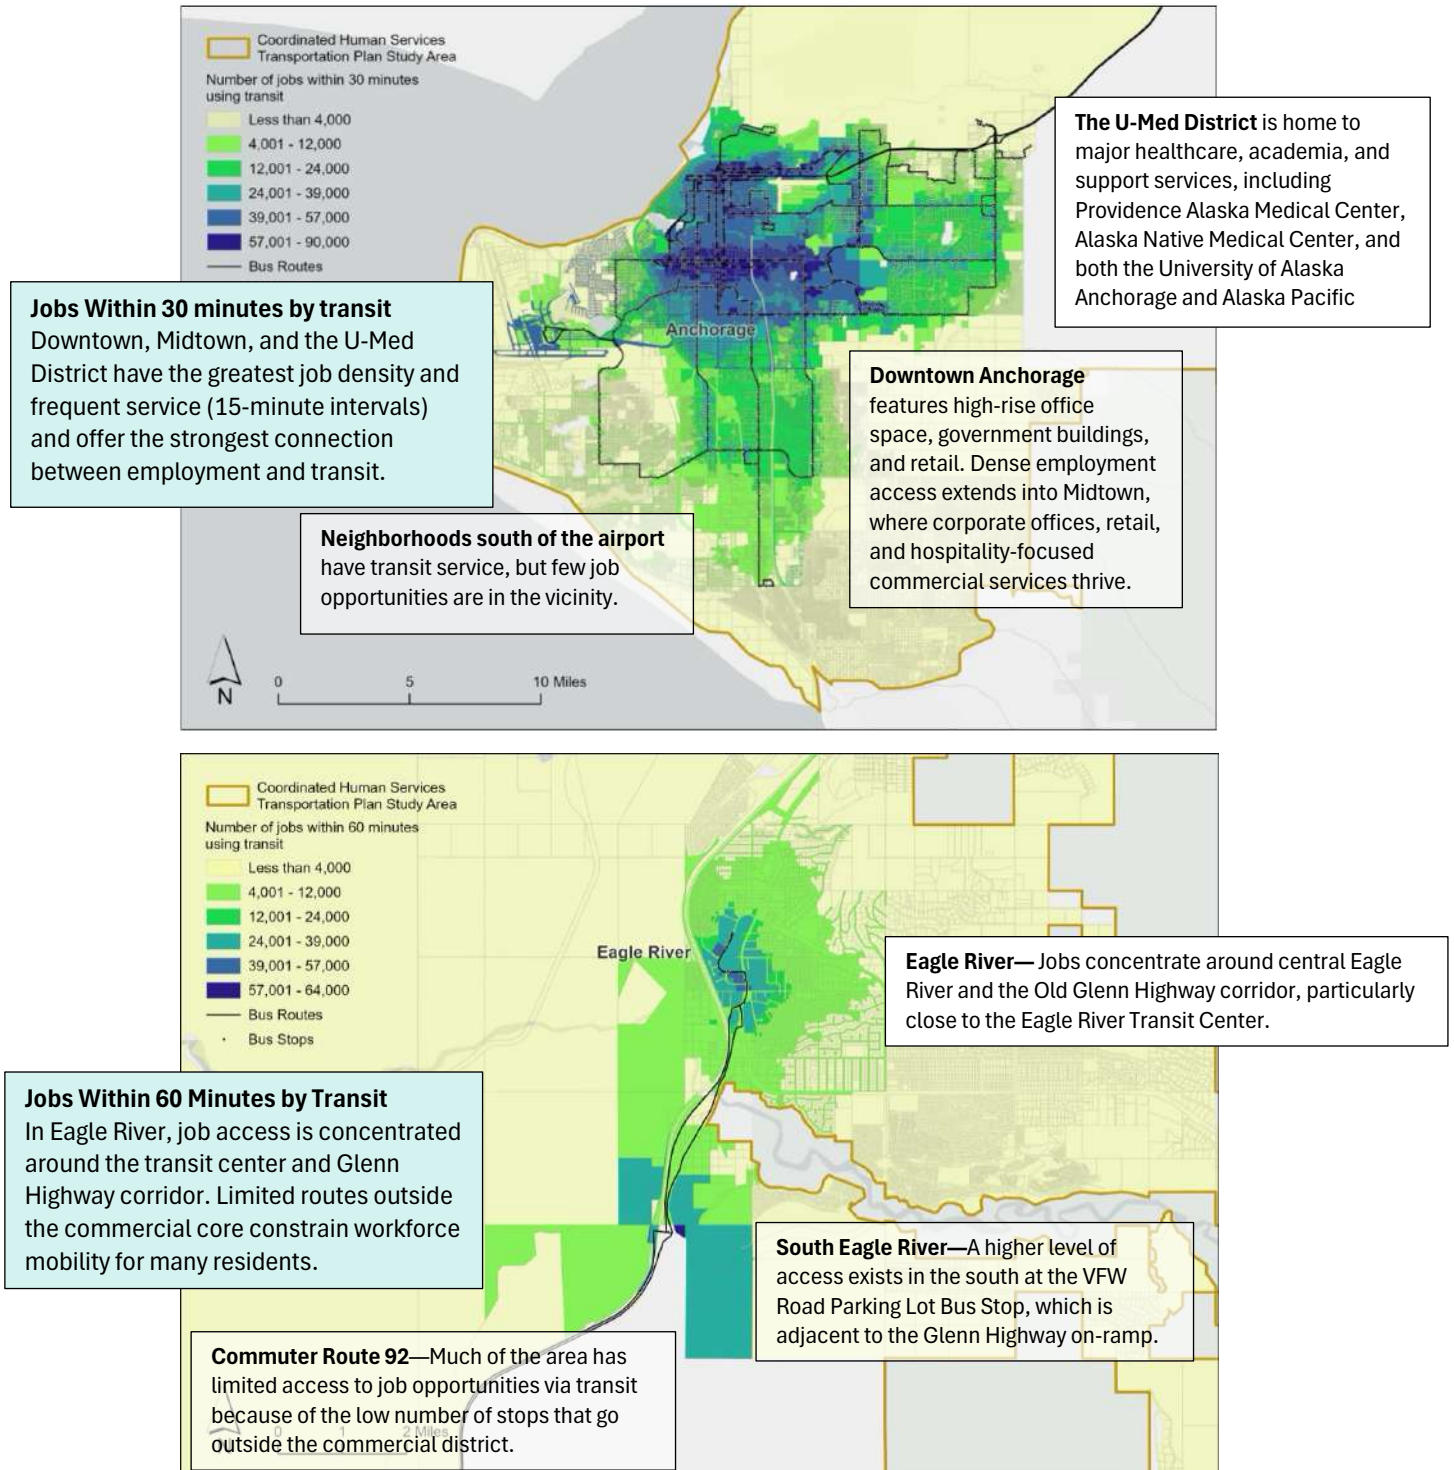 Coordinated Human Services
Transportation Plan Study Area
Number of jobs within 30 minutes
using transit
Less than 4,000
4,001 - 12,000
12,001 - 24,000
24,001 - 39,000
39,001 - 57,000
57,001 - 90,000
Bus Routes
The U-Med District is home to
major healthcare, academia, and
support services, including
Providence Alaska Medical Center,
Alaska Native Medical Center, and
both the University of Alaska
Anchorage and Alaska Pacific
Jobs Within 30 minutes by transit
Downtown, Midtown, and the U-Med
District have the greatest job density and
frequent service (15-minute intervals)
and offer the strongest connection
between employment and transit.
Anchorage
Downtown Anchorage
features high-rise office
space, government buildings,
and retail. Dense employment
access extends into Midtown,
where corporate offices, retail,
and hospitality-focused
commercial services thrive.
Neighborhoods south of the airport
have transit service, but few job
opportunities are in the vicinity.
N
0 5 10 Miles
Coordinated Human Services
Transportation Plan Study Area
Number of jobs within 60 minutes
using transit
Less than 4,000
4,001 - 12,000
12,001 - 24,000
24,001 - 39,000
39,001 - 57,000
57,001 - 64,000
Bus Routes
Bus Stops
Eagle River
Eagle River— Jobs concentrate around central Eagle
River and the Old Glenn Highway corridor, particularly
close to the Eagle River Transit Center.
Jobs Within 60 Minutes by Transit
In Eagle River, job access is concentrated
around the transit center and Glenn
Highway corridor. Limited routes outside
the commercial core constrain workforce
mobility for many residents.
South Eagle River—A higher level of
access exists in the south at the VFW
Road Parking Lot Bus Stop, which is
adjacent to the Glenn Highway on-ramp.
Commuter Route 92—Much of the area has
limited access to job opportunities via transit
because of the low number of stops that go
outside the commercial district.
N
0 1 2 Miles